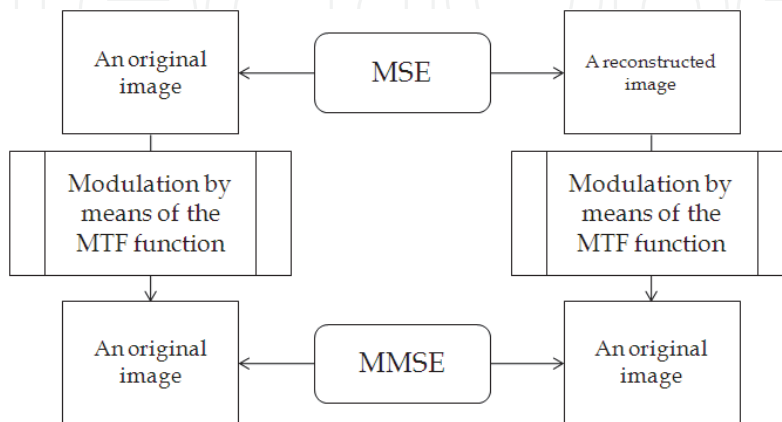 An original
image
MSE
A reconstructed
image
Modulation by
means of the
MTF function
Modulation by
means of the
MTF function
An original
image
MMSE
An original
image